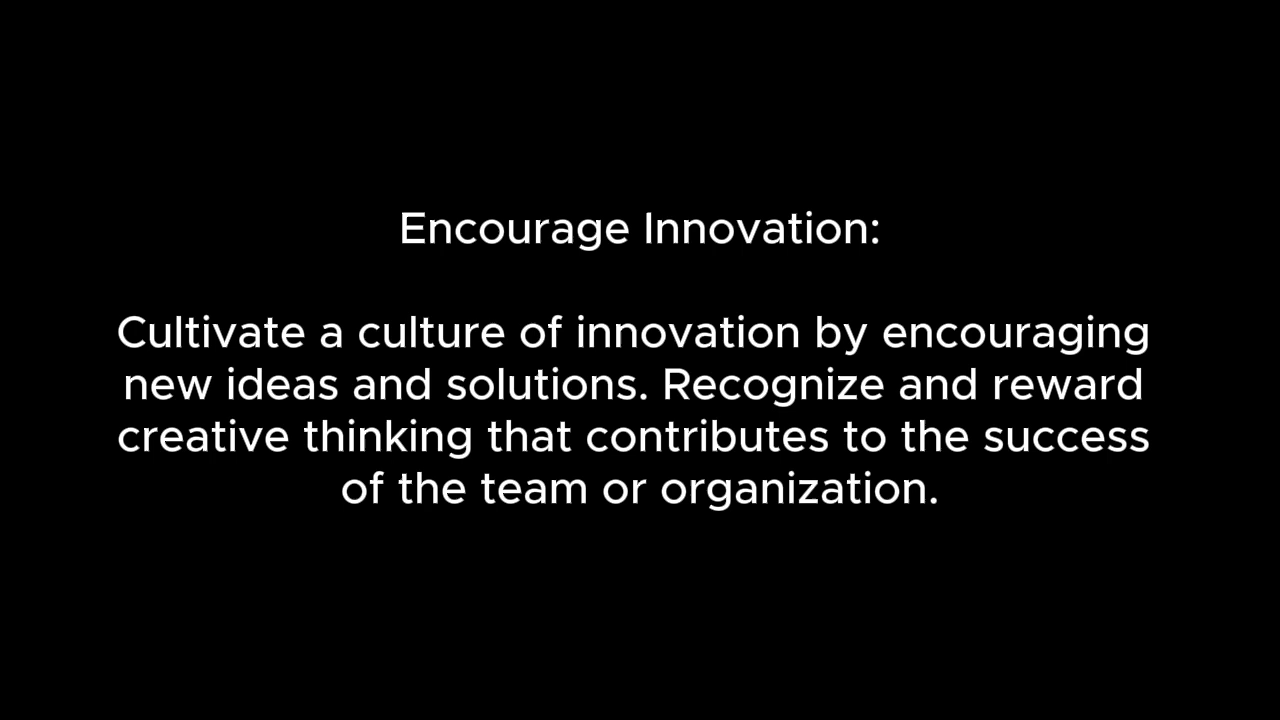 Encourage Innovation:
Cultivate a culture of innovation by encouraging
new ideas and solutions. Recognize and reward
creative thinking that contributes to the success
of the team or organization.